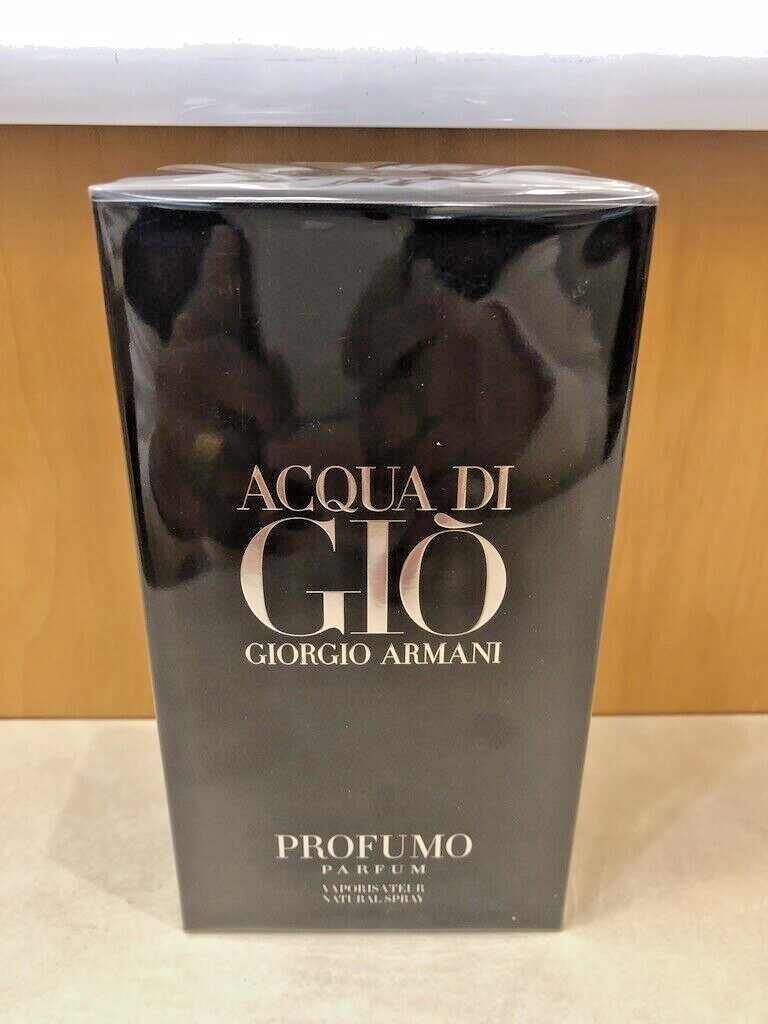 ACQUA DI
GIÒ
GIORGIO ARMANI
PROFUMO
PARFUM
VAPORISATEUR
NATURAL SPRAY